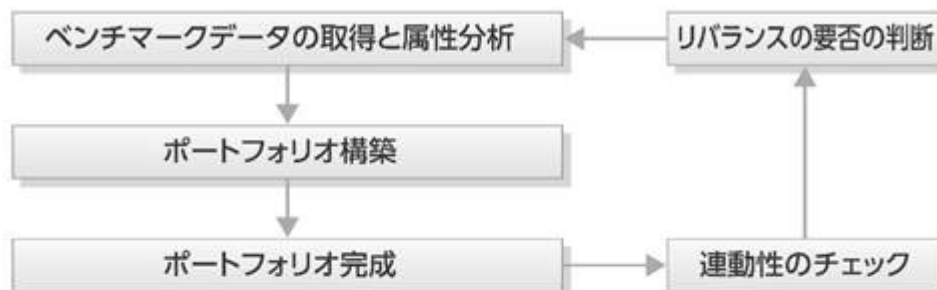 ベンチマークデータの取得と属性分析
リバランスの要否の判断
ポートフォリオ構築
ポートフォリオ完成
連動性のチェック